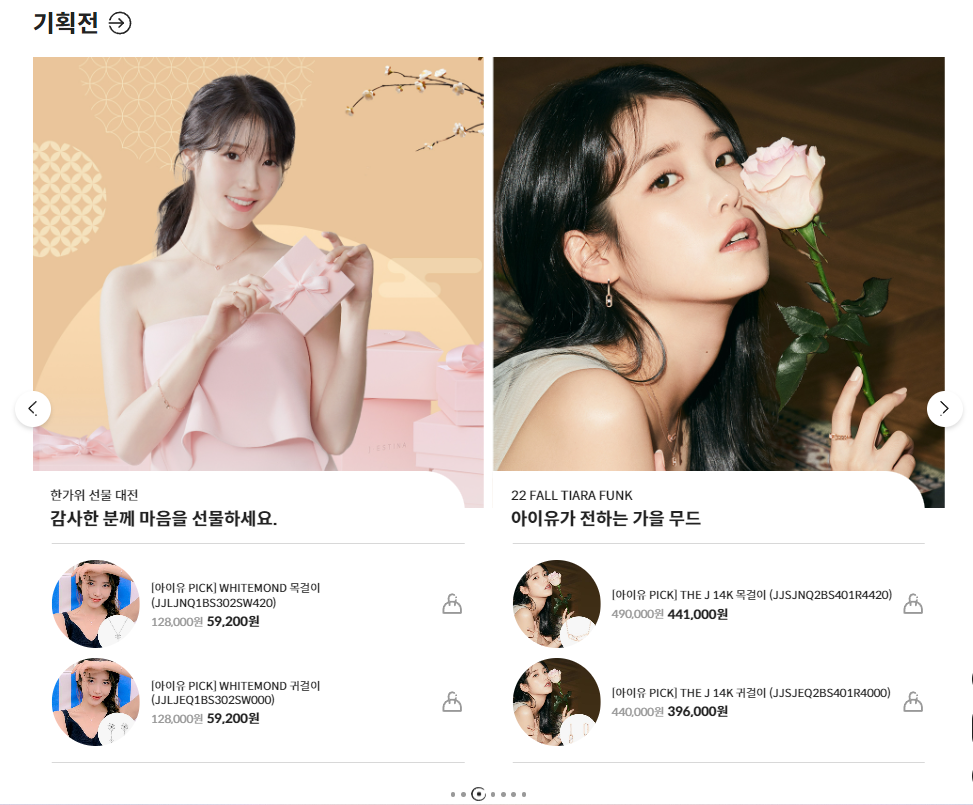 기획전
한가위 선물 대전
감사한 분께 마음을 선물하세요.
[아이유 PICK] WHITEMOND 목걸이
(JJLJNQ1BS302SW420)
128,000원 59,200원
[아이유 PICK] WHITEMOND 귀걸이
(JJLJEQ1BS302SW000)
128,000원 59,200원
22 FALL TIARA FUNK
아이유가 전하는 가을 무드
[아이유 PICK] THE J 14K 목걸이 (JJSJNQ2BS401R4420)
490,000원 441,000원
[아이유 PICK] THE J 14K 귀걸이 (JJSJEQ2BS401R4000)
440,000원 396,000원